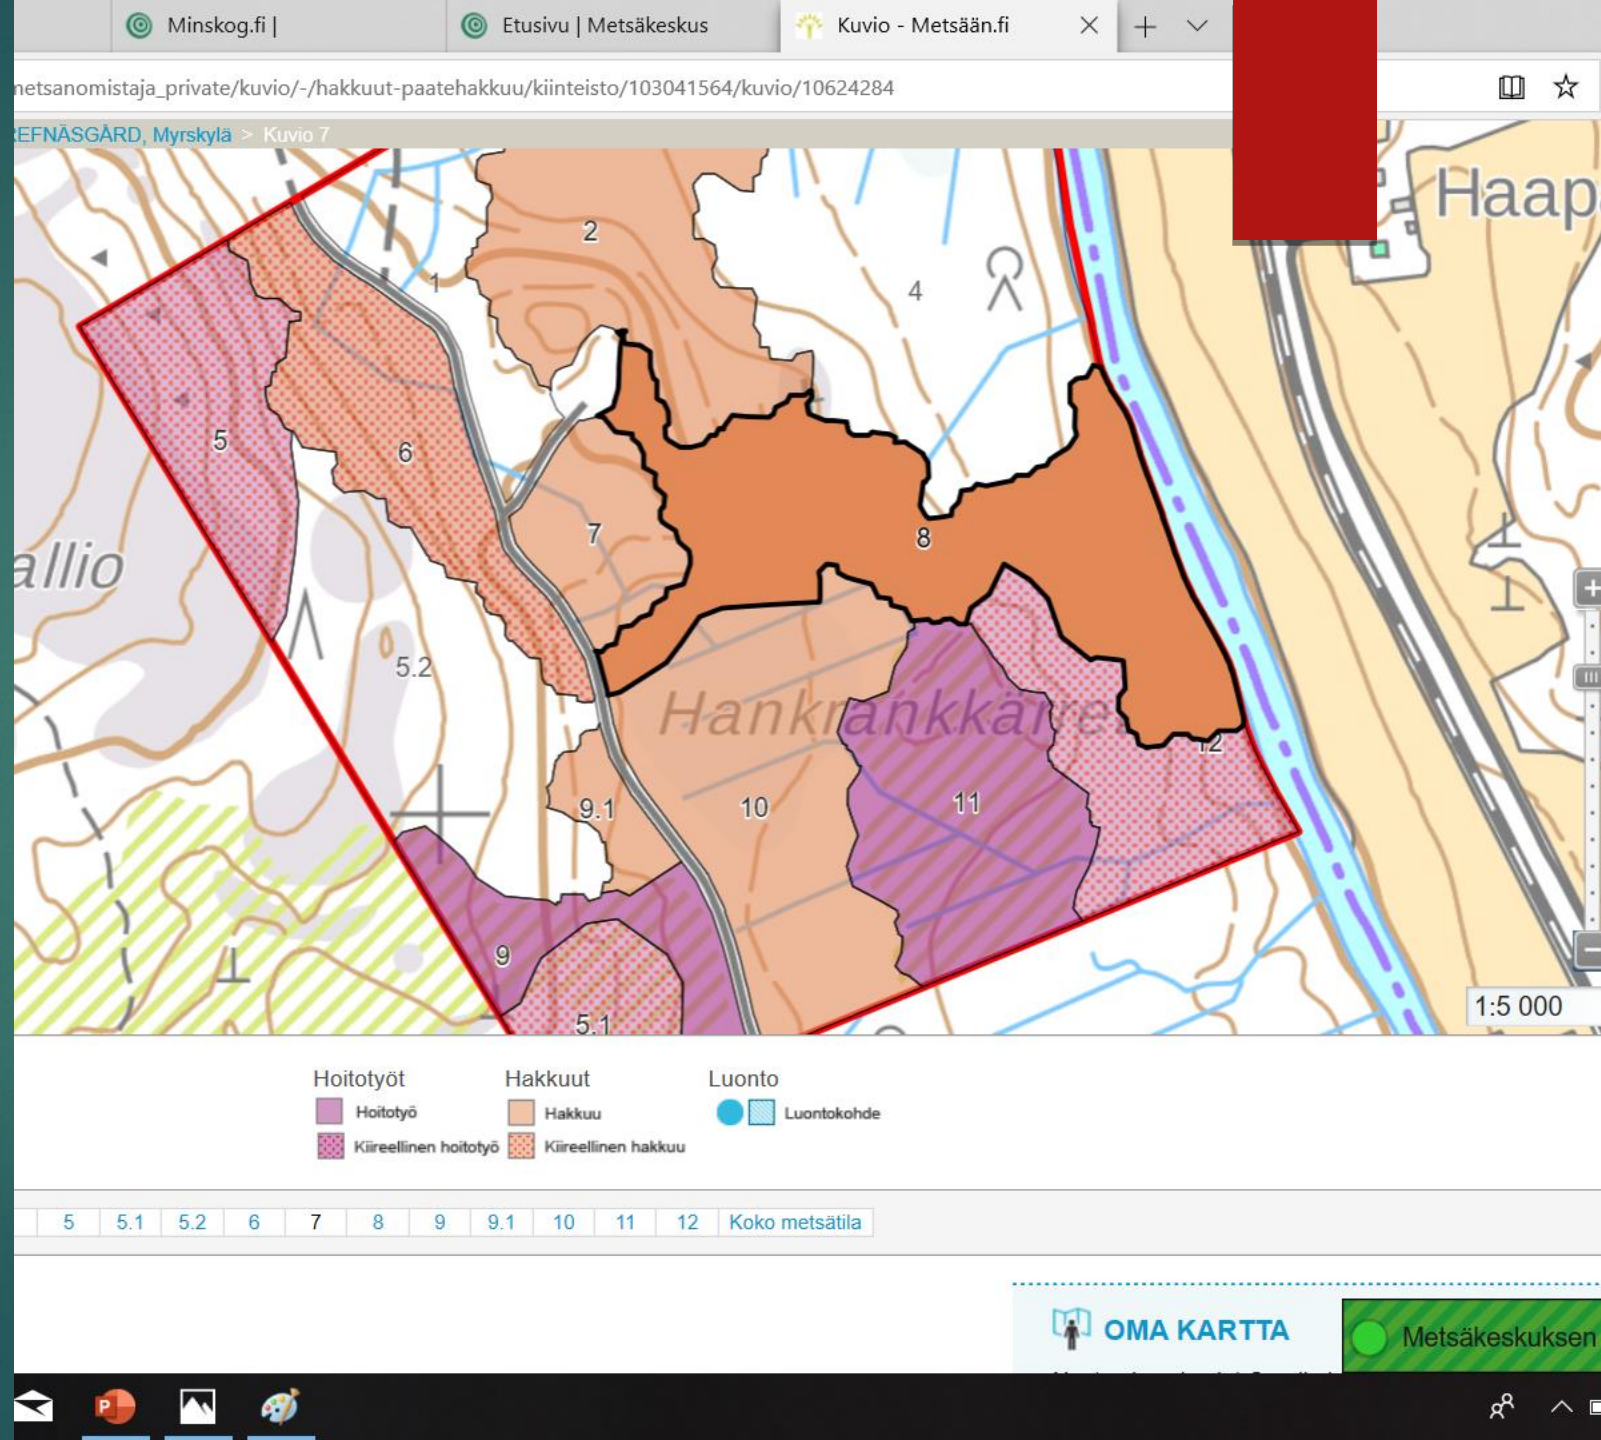 Minskog.fi |
Etusivu | Metsäkeskus
Kuvio - Metsään.fi
metsanomistaja_private/kuvio/-/hakkuut-paatehakkuu/kiinteisto/103041564/kuvio/10624284
REFNÄSGÅRD, Myrskylä > Kuvio 7
Haap
2
1
4
5
6
7
8
allio
5.2
Hankrankkärret
12
9.1
10
11
9
5.1
1:5 000
Hoitotyöt
Hakkuut
Luonto
Hoitotyö
Hakkuu
Luontokohde
Kiireellinen hoitotyö
Kiireellinen hakkuu
5 5.1 5.2 6 7 8 9 9.1 10 11 12 Koko metsätila
OMA KARTTA
Metsäkeskuksen